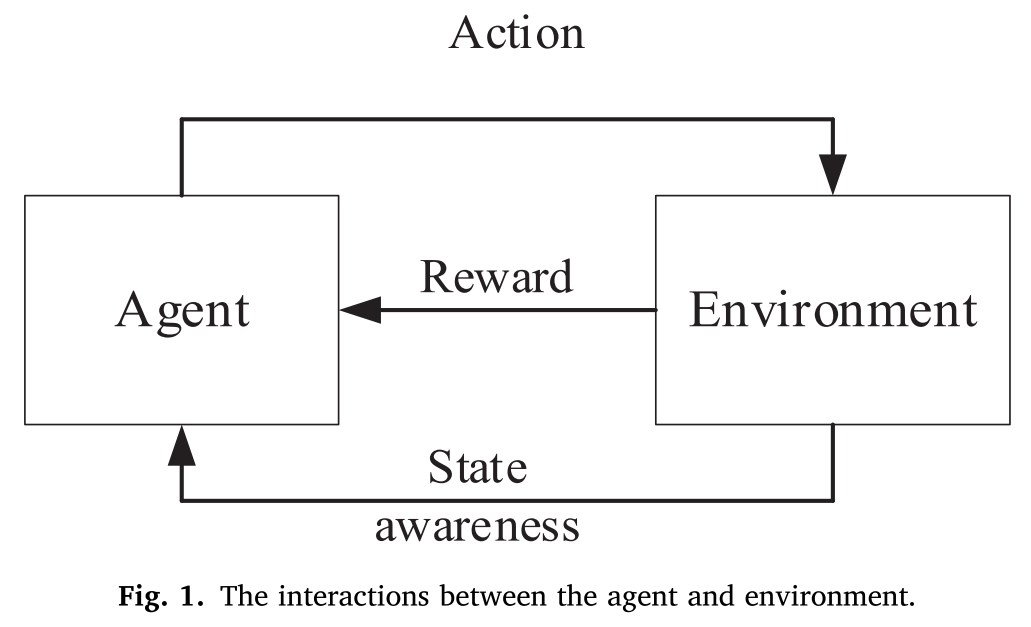 Action
Reward
Agent
Environment
State
awareness
Fig. 1. The interactions between the agent and environment.